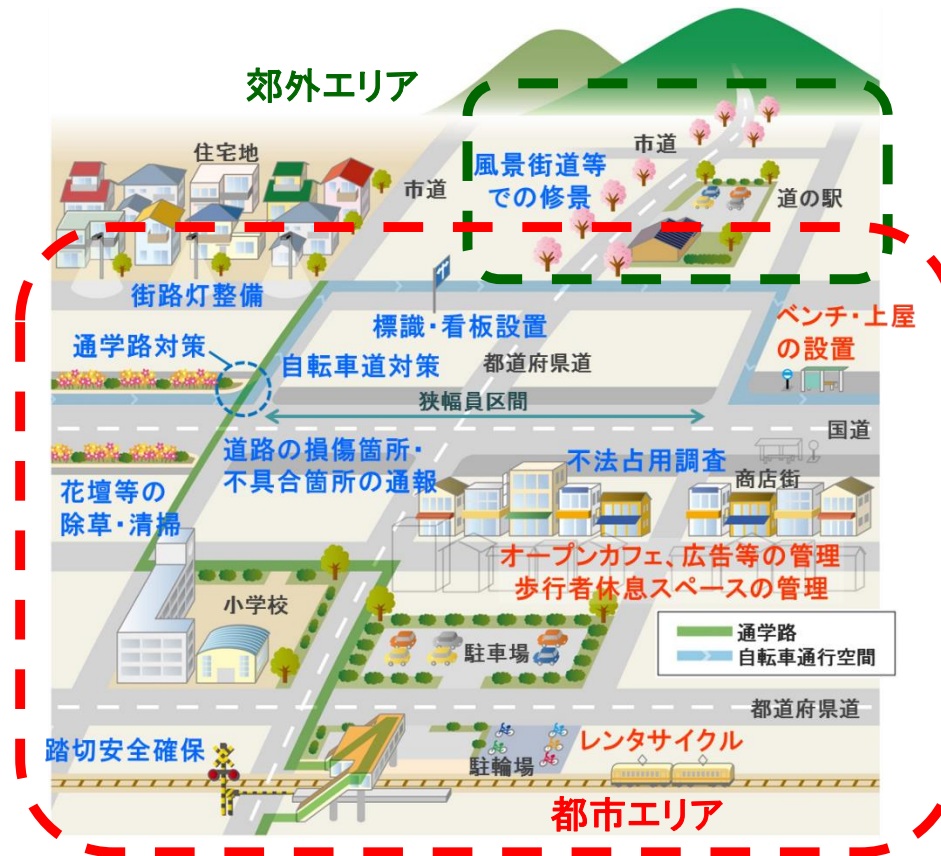 郊外エリア
住宅地
市道
市道
風景街道等
での修景
道の駅
街路灯整備
標識・看板設置
ベンチ・上屋
の設置
通学路対策
自転車道対策
都道府県道
狭幅員区間
国道
道路の損傷箇所・
不具合箇所の通報
不法占用調査
商店街
花壇等の
除草・清掃
オープンカフェ、広告等の管理
歩行者休息スペースの管理
小学校
通学路
自転車通行空間
駐車場
都道府県道
踏切安全確保
駐輪場
レンタサイクル
都市エリア